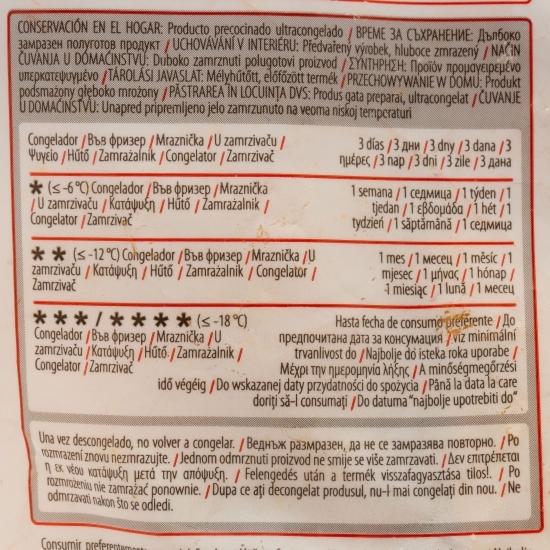 CONSERVACIÓN EN EL HOGAR: Producto precocinado ultracongelado / ВРЕМЕ ЗА СЪХРАНЕНИЕ: Дълбоко
замразен полуготов продукт / UCHOVÁVÁNÍ V INTERIÉRU: Předvařený výrobek, hluboce zmrazený / NAČIN
ČUVANJA U DOMAĆINSTVU: Duboko zamrznuti polugotovi proizvod / ΣΥΝΤΗΡΗΣΗ: Προϊόν προμαγειρεμένο
υπερκατεψυγμένο / TÁROLÁSI JAVASLAT: Mélyhűtött, előfőzött termék / PRZECHOWYWANIE W DOMU: Produkt
podsmażony głęboko mrożony / PĂSTRAREA ÎN LOCUINȚA DVS: Produs gata preparat, ultracongelat / ČUVANJE
U DOMAĆINSTVU: Unapred pripremljeno jelo zamrzunuto na veoma niskoj temperaturi
Congelador / Във фризер / Mraznička / U zamrzivaču /
Ψυγείο / Hűtő / Zamrażalnik / Congelator / Zamrzivač
3 días / 3 дни / 3 dny / 3 dana / 3
ημέρες / 3 nap / 3 dni / 3 zile / 3 дана
* (≤ -6 °C) Congelador / Във фризер / Mraznička
/ U zamrzivaču / Κατάψυξη / Hűtő / Zamrażalnik /
Congelator / Zamrzivač
1 semana / 1 седмица / 1 týden / 1
tjedan / 1 εβδομάδα / 1 hét / 1
tydzień / 1 săptămână / 1 седмица
* * (≤ -12 °C) Congelador / Във фризер / Mraznička / U
zamrzivaču / Κατάψυξη / Hűtő / Zamrażalnik / Congelator /
Zamrzivač
1 mes / 1 месец / 1 měsíc / 1
mjesec / 1 μήνας / 1 hónap /
1 miesiąc / 1 lună / 1 месец
* * * / * * * * (≤ -18 °C)
Congelador / Във фризер / Mraznička / U
zamrzivaču / Κατάψυξη / Hűtő / Zamrażalnik /
Congelator / Zamrzivač
Hasta fecha de consumo preferente / До
предпочитана дата за консумация / viz minimální
trvanlivost do / Najbolje do isteka roka uporabe /
Μέχρι την ημερομηνία λήξης / A minőségmegőrzési
idő végéig / Do wskazanej daty przydatności do spożycia / Până la data la care
doriți să-l consumați / Do datuma "najbolje upotrebiti do"
Una vez descongelado, no volver a congelar. / Веднъж размразен, да не се замразява повторно. / Po
rozmrazení znovu nezmrazujte. / Jednom odmrznuti proizvod ne smije se više zamrzavati. / Δεν επιτρέπεται
η εκ νέου κατάψυξη μετά την απόψυξη. / Felengedés után a termék visszafagyasztása tilos!. / Po
rozmrożeniu nie zamrażać ponownie. / Dupa ce ați decongelat produsul, nu-l mai congelați din nou. / Ne
odmrzavati nakon što se odledi.
Consumir preferentemente